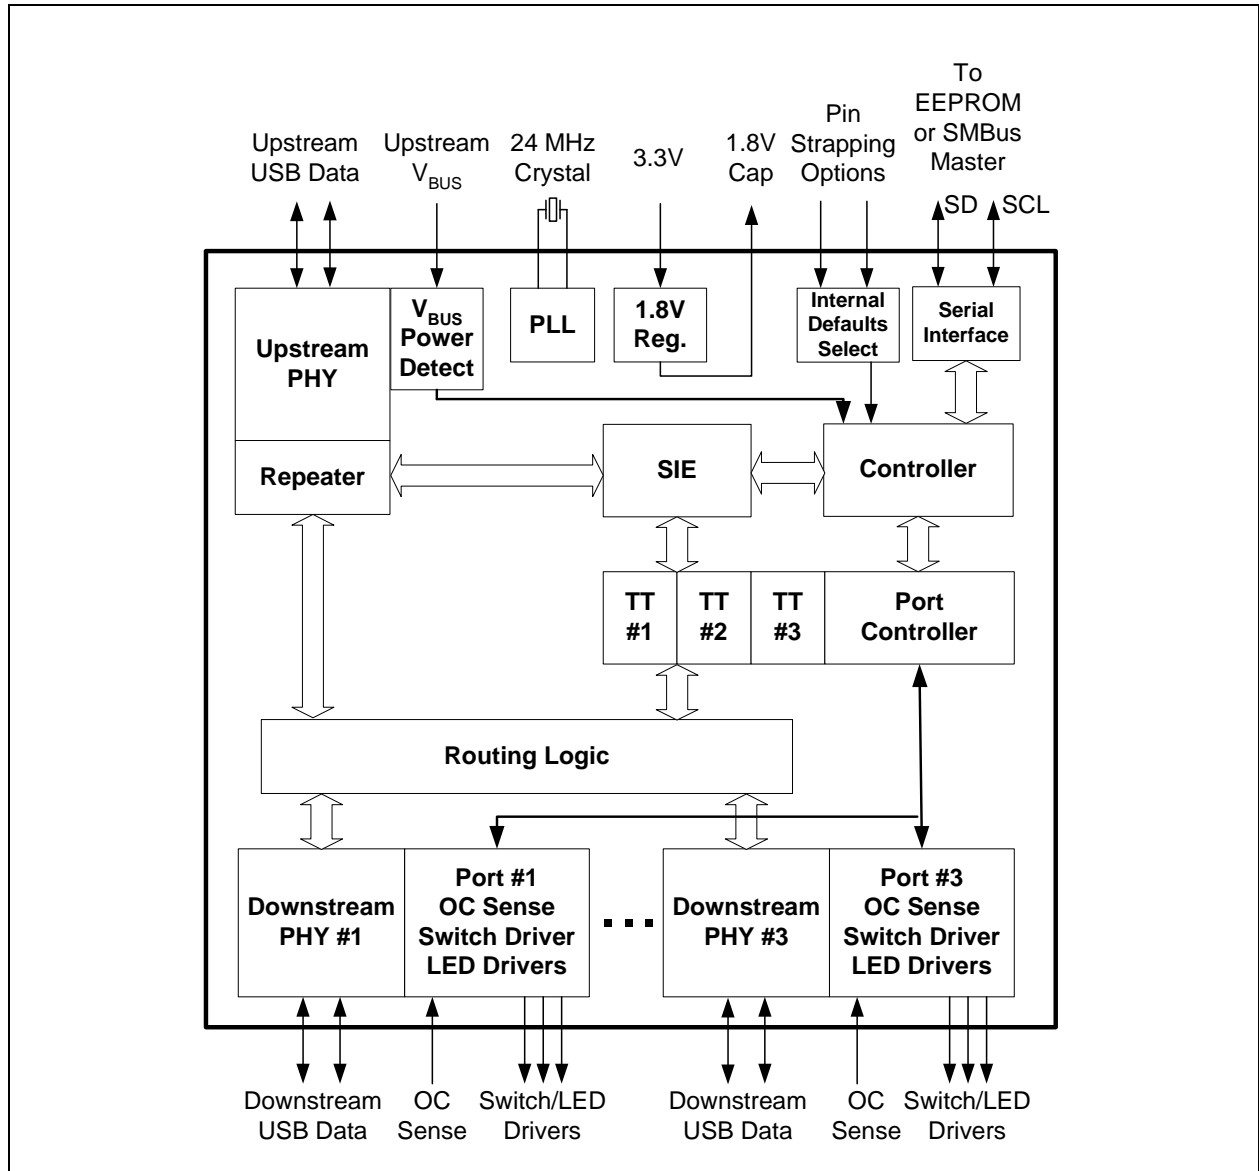 To
EEPROM
or SMBus
Master
Pin
Strapping
Options
Upstream
USB Data
Upstream
VBUS
24 MHz
Crystal
3.3V
1.8V
Cap
SD
SCL
Upstream
PHY
VBUS
Power
Detect
PLL
1.8V
Reg.
Internal
Defaults
Select
Serial
Interface
Repeater
SIE
Controller
TT
#1
TT
#2
TT
#3
Port
Controller
Routing Logic
Downstream
PHY #1
Port #1
OC Sense
Switch Driver
LED Drivers
Downstream
PHY #3
Port #3
OC Sense
Switch Driver
LED Drivers
Downstream
USB Data
OC
Sense
Switch/LED
Drivers
Downstream
USB Data
OC
Sense
Switch/LED
Drivers